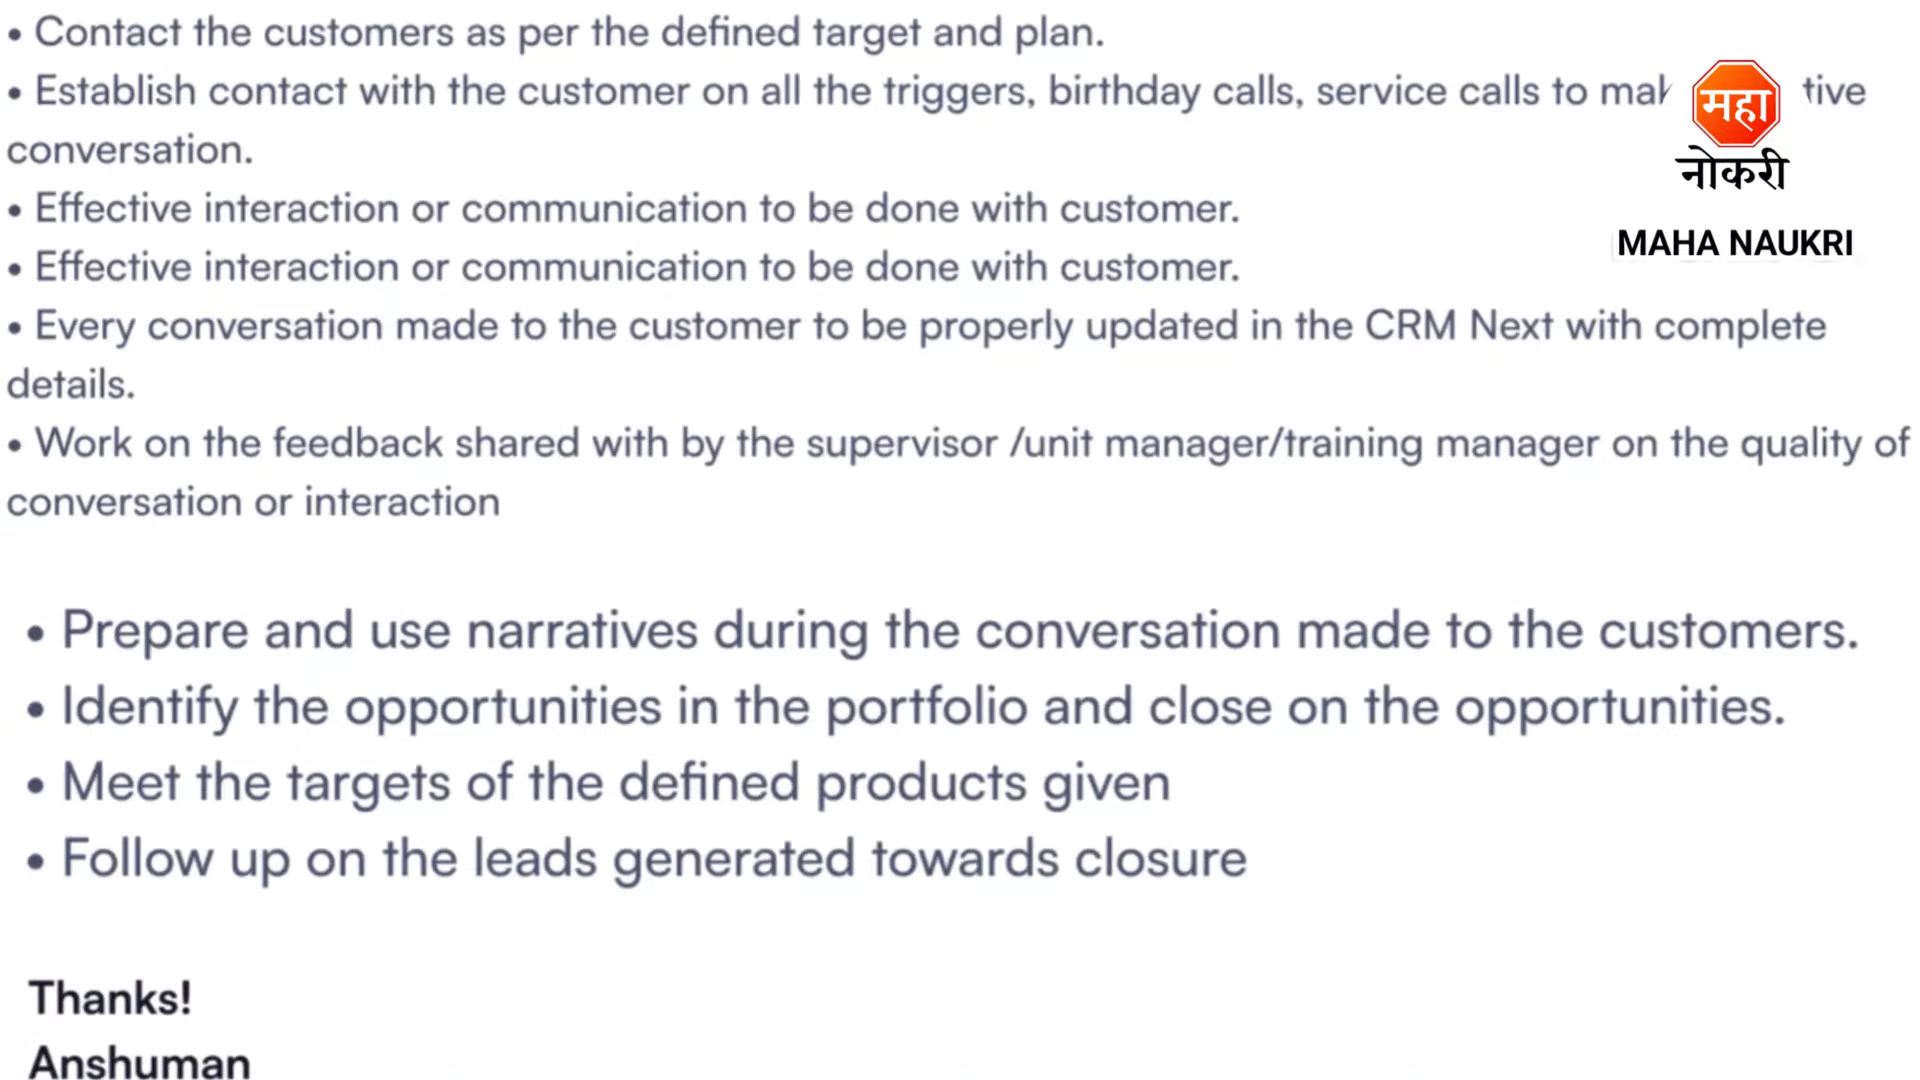 • Contact the customers as per the defined target and plan.
• Establish contact with the customer on all the triggers, birthday calls, service calls to
conversation.
महा
नोकरी
MAHA NAUKRI
• Effective interaction or communication to be done with customer.
• Effective interaction or communication to be done with customer.
• Every conversation made to the customer to be properly updated in the CRM Next with complete
details.
• Work on the feedback shared with by the supervisor /unit manager/training manager on the quality of
conversation or interaction
• Prepare and use narratives during the conversation made to the customers.
• Identify the opportunities in the portfolio and close on the opportunities.
• Meet the targets of the defined products given
• Follow up on the leads generated towards closure
Thanks!
Anshuman